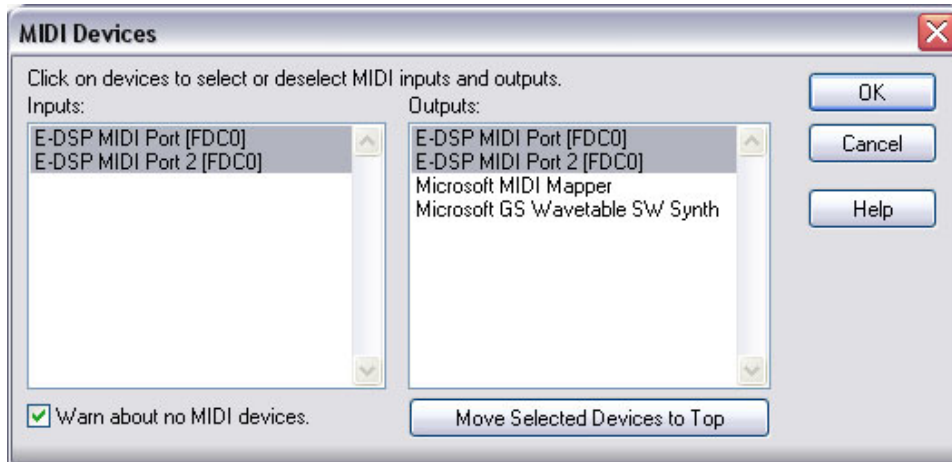 MIDI Devices
Click on devices to select or deselect MIDI inputs and outputs.
Inputs:
Outputs:
E-DSP MIDI Port [FDC0]
E-DSP MIDI Port 2 [FDC0]
E-DSP MIDI Port [FDC0]
E-DSP MIDI Port 2 [FDC0]
Microsoft MIDI Mapper
Microsoft GS Wavetable SW Synth
OK
Cancel
Help
Warn about no MIDI devices.
Move Selected Devices to Top